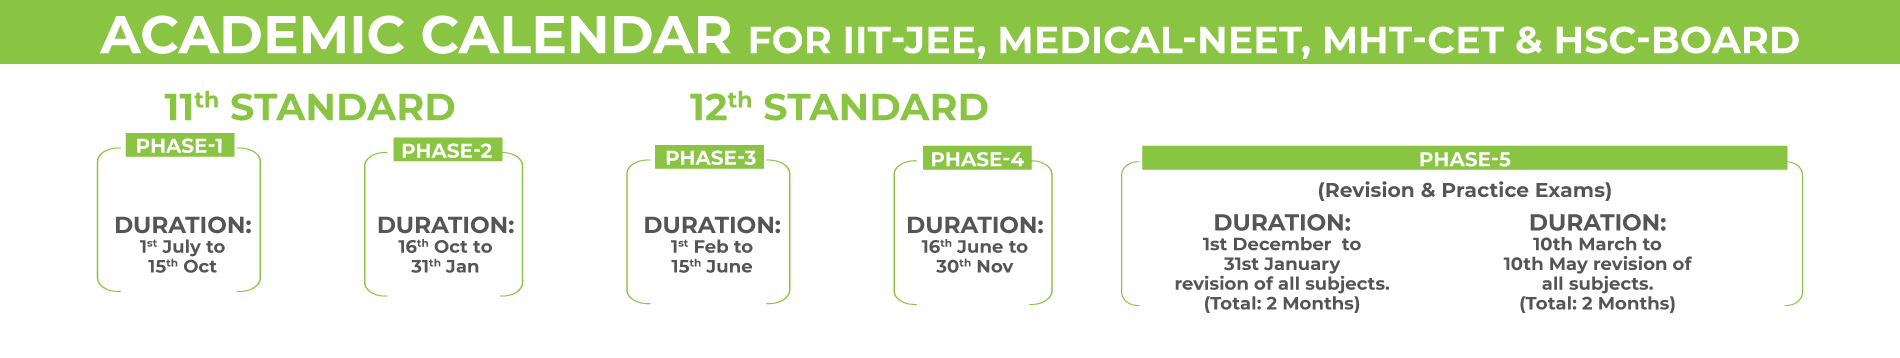 ACADEMIC CALENDAR FOR IIT-JEE, MEDICAL-NEET, MHT-CET & HSC-BOARD
11th STANDARD
PHASE-1
DURATION:
1st July to
15th Oct
PHASE-2
DURATION:
16th Oct to
31th Jan
12th STANDARD
PHASE-3
DURATION:
1st Feb to
15th June
PHASE-4
DURATION:
16th June to
30th Nov
PHASE-5
(Revision & Practice Exams)
DURATION:
1st December to
31st January
revision of all subjects.
(Total: 2 Months)
DURATION:
10th March to
10th May revision of
all subjects.
(Total: 2 Months)